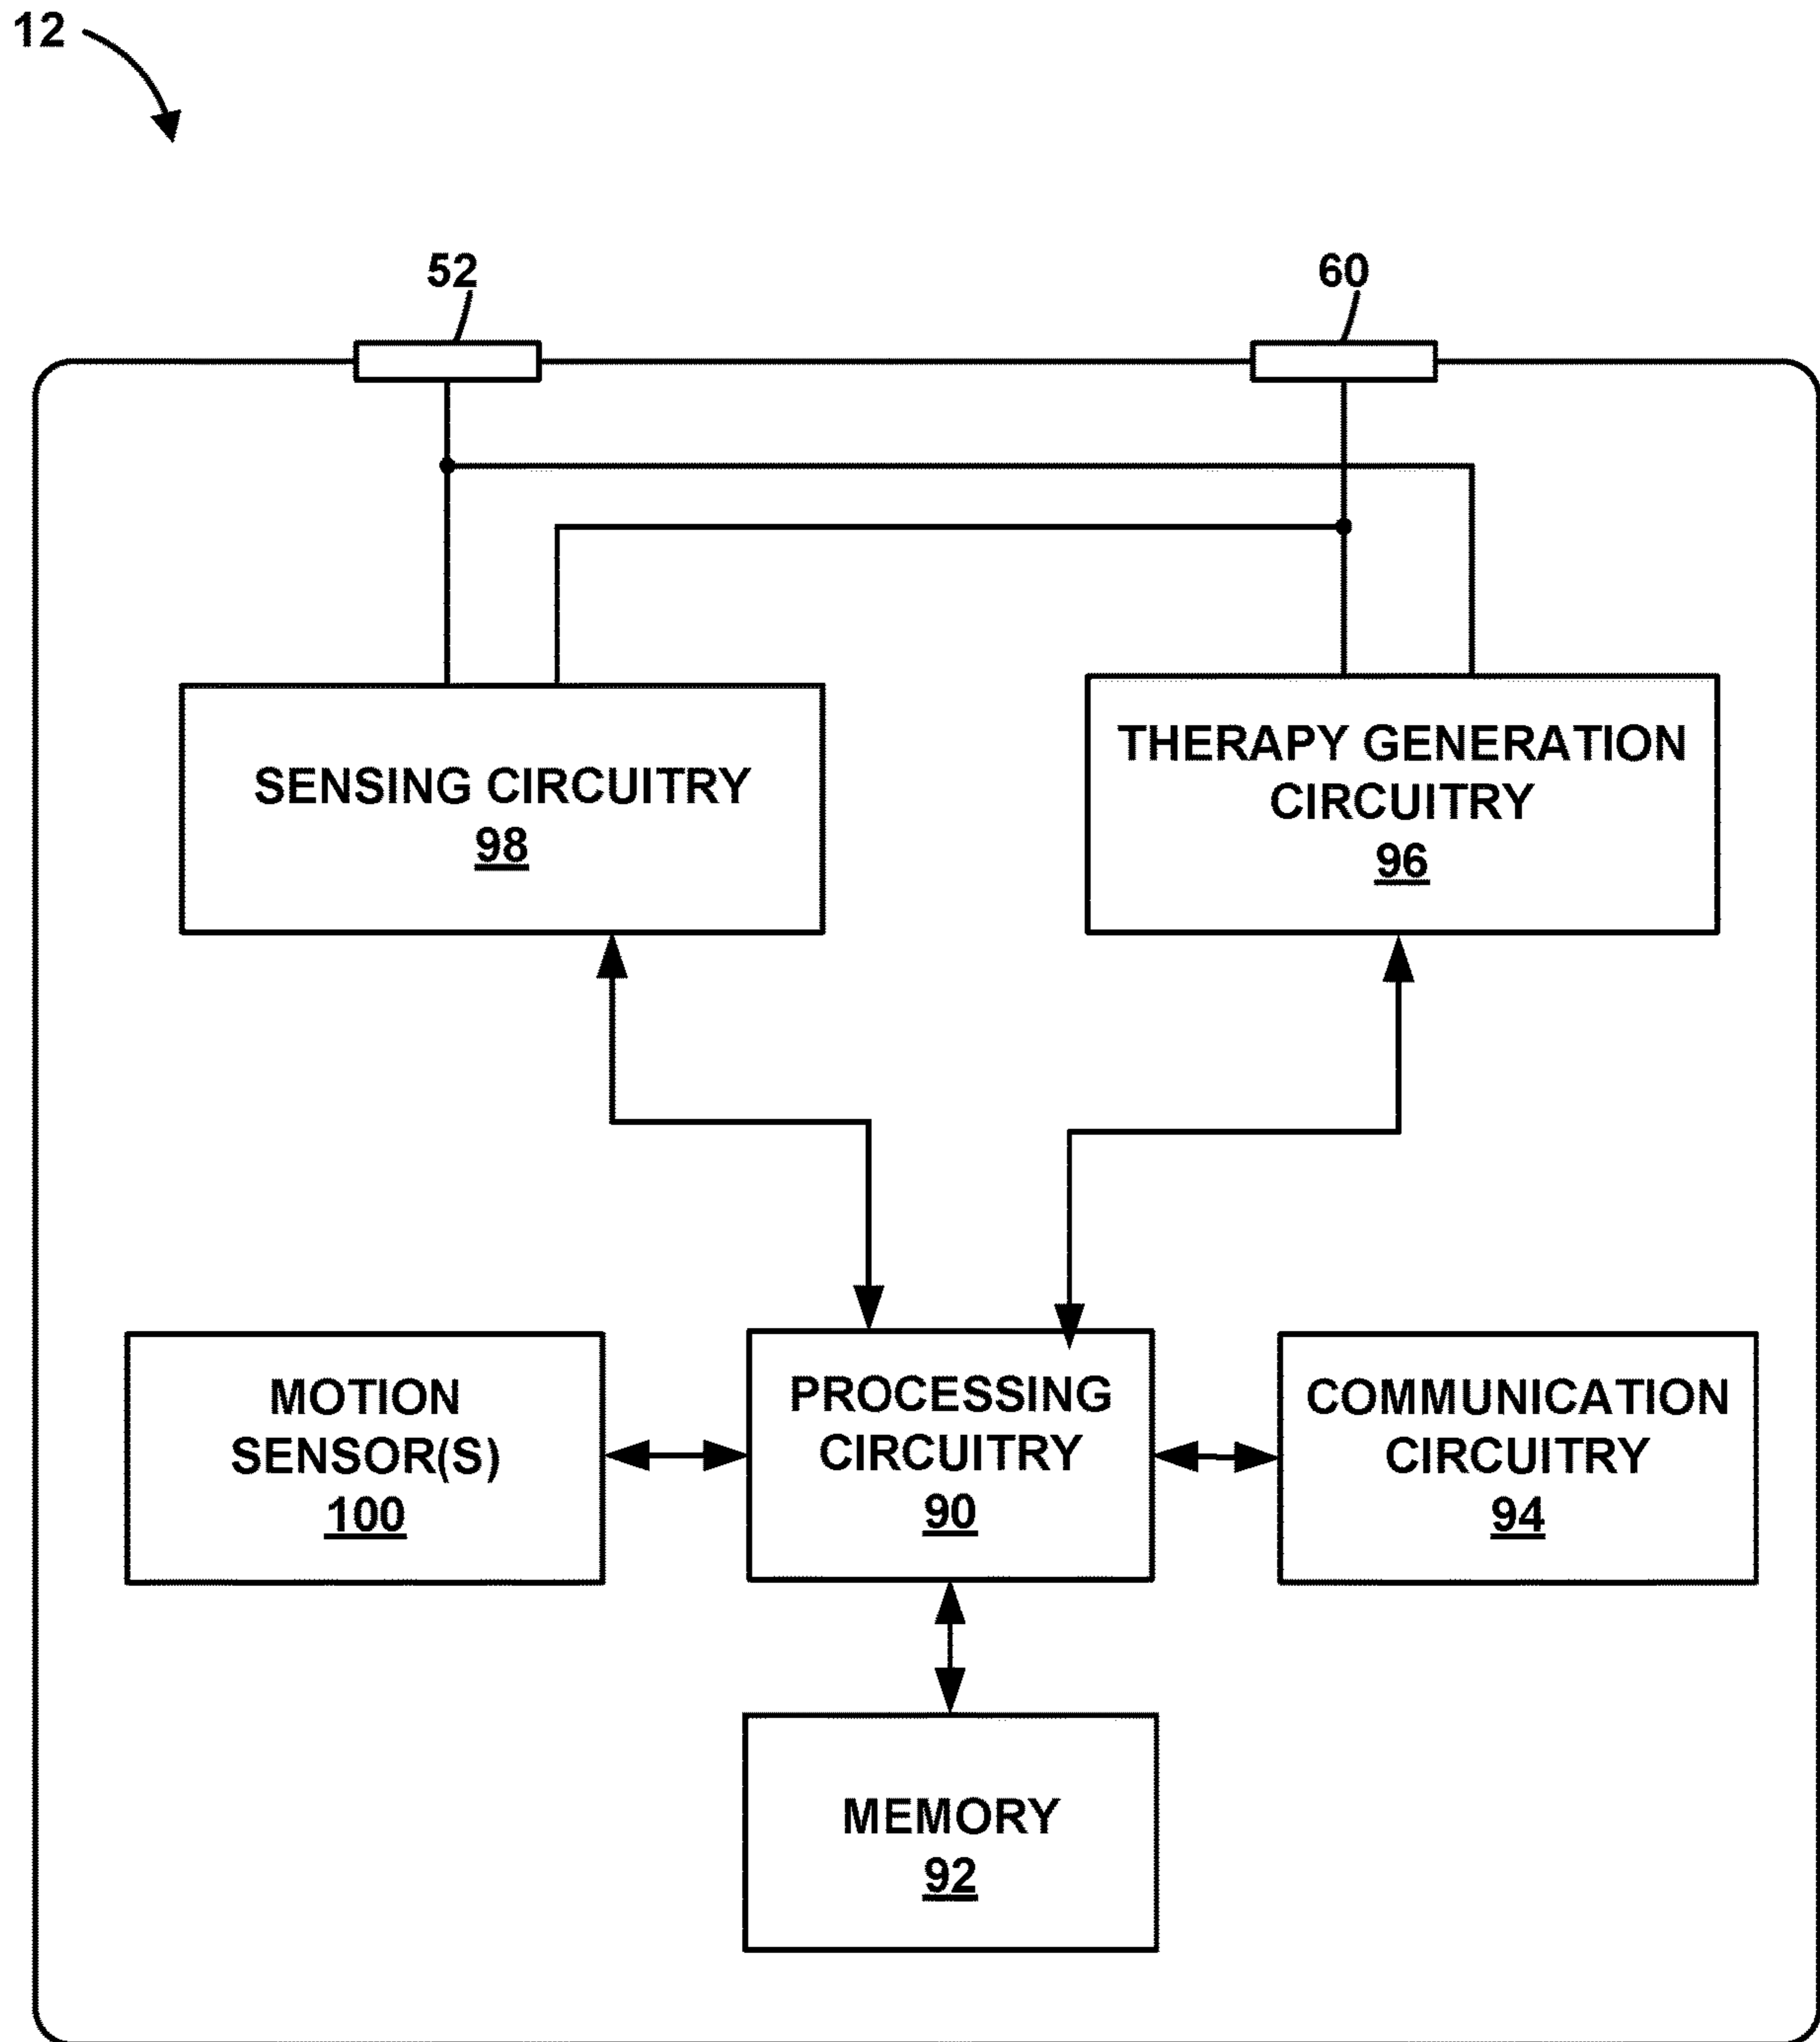 12
52
60
SENSING CIRCUITRY
98
THERAPY GENERATION
CIRCUITRY
96
MOTION
SENSOR(S)
100
PROCESSING
CIRCUITRY
90
COMMUNICATION
CIRCUITRY
94
MEMORY
92